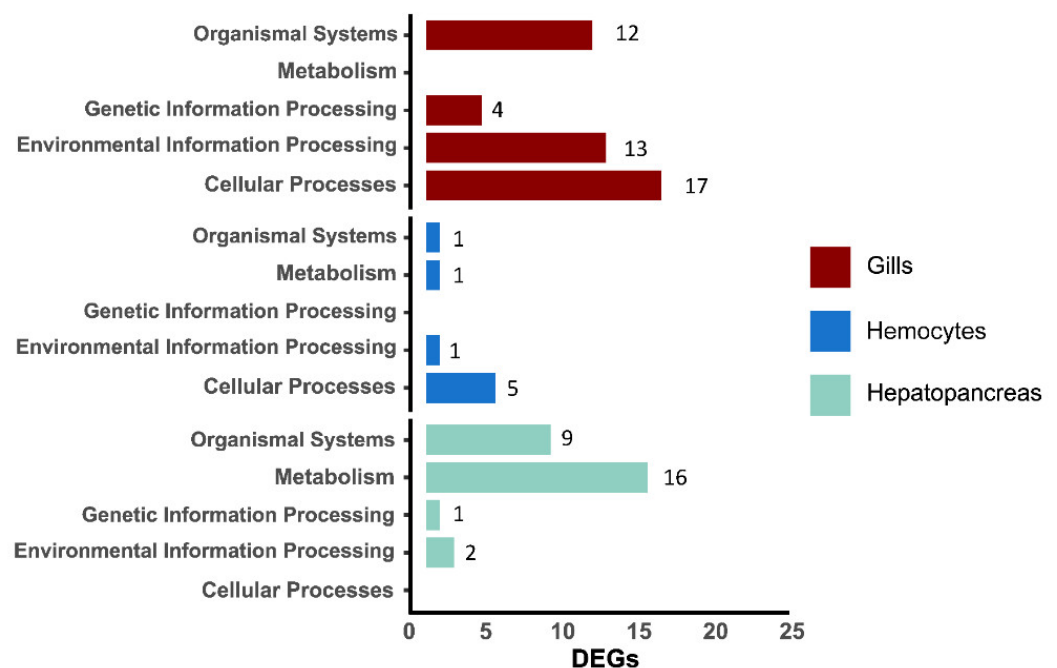 Organismal Systems 12
Metabolism
Genetic Information Processing 4
Environmental Information Processing 13
Cellular Processes 17
Organismal Systems 1
Metabolism 1
Genetic Information Processing
Environmental Information Processing 1
Cellular Processes 5
Organismal Systems 9
Metabolism 16
Genetic Information Processing 1
Environmental Information Processing 2
Cellular Processes
0 5 10 15 20 25
DEGs
Gills
Hemocytes
Hepatopancreas